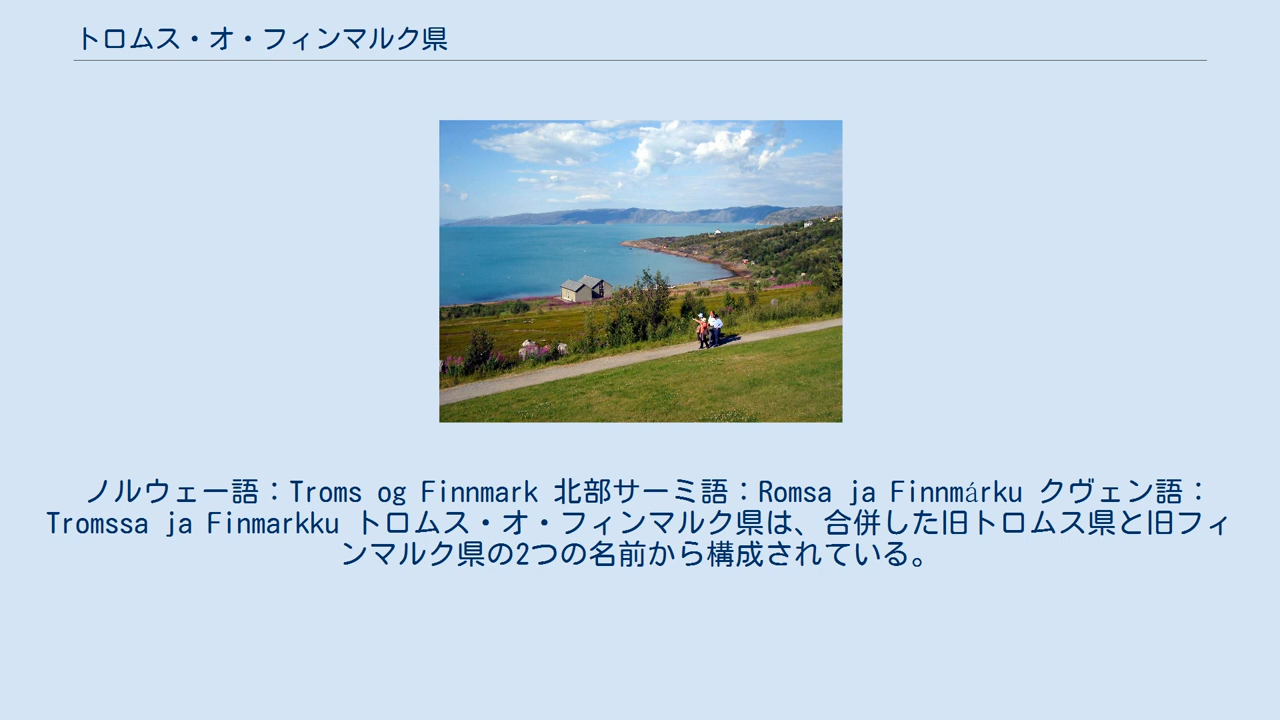 トロムス・オ・フィンマルク県
ノルウェー語：Troms og Finnmark 北部サーミ語：Romsa ja Finnmárku クヴェン語：
Tromssa ja Finmarkku トロムス・オ・フィンマルク県は、合併した旧トロムス県と旧フィ
ンマルク県の2つの名前から構成されている。